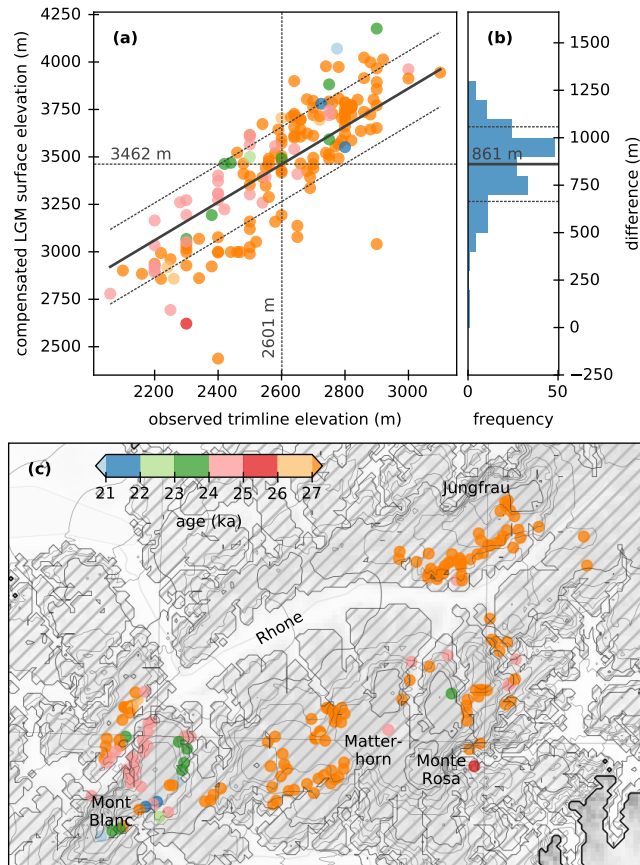 (a)
(b)
4250
4000
3750
3500
3250
3000
2750
2500
compensated LGM surface elevation (m)
3462 m
2601 m
2200
2400
2600
2800
3000
observed trimline elevation (m)
861 m
1500
1250
1000
750
500
250
0
−250
difference (m)
0
50
frequency
(c)
21
22
23
24
25
26
27
age (ka)
Jungfrau
Rhone
Matter-
horn
Monte
Rosa
Mont
Blanc